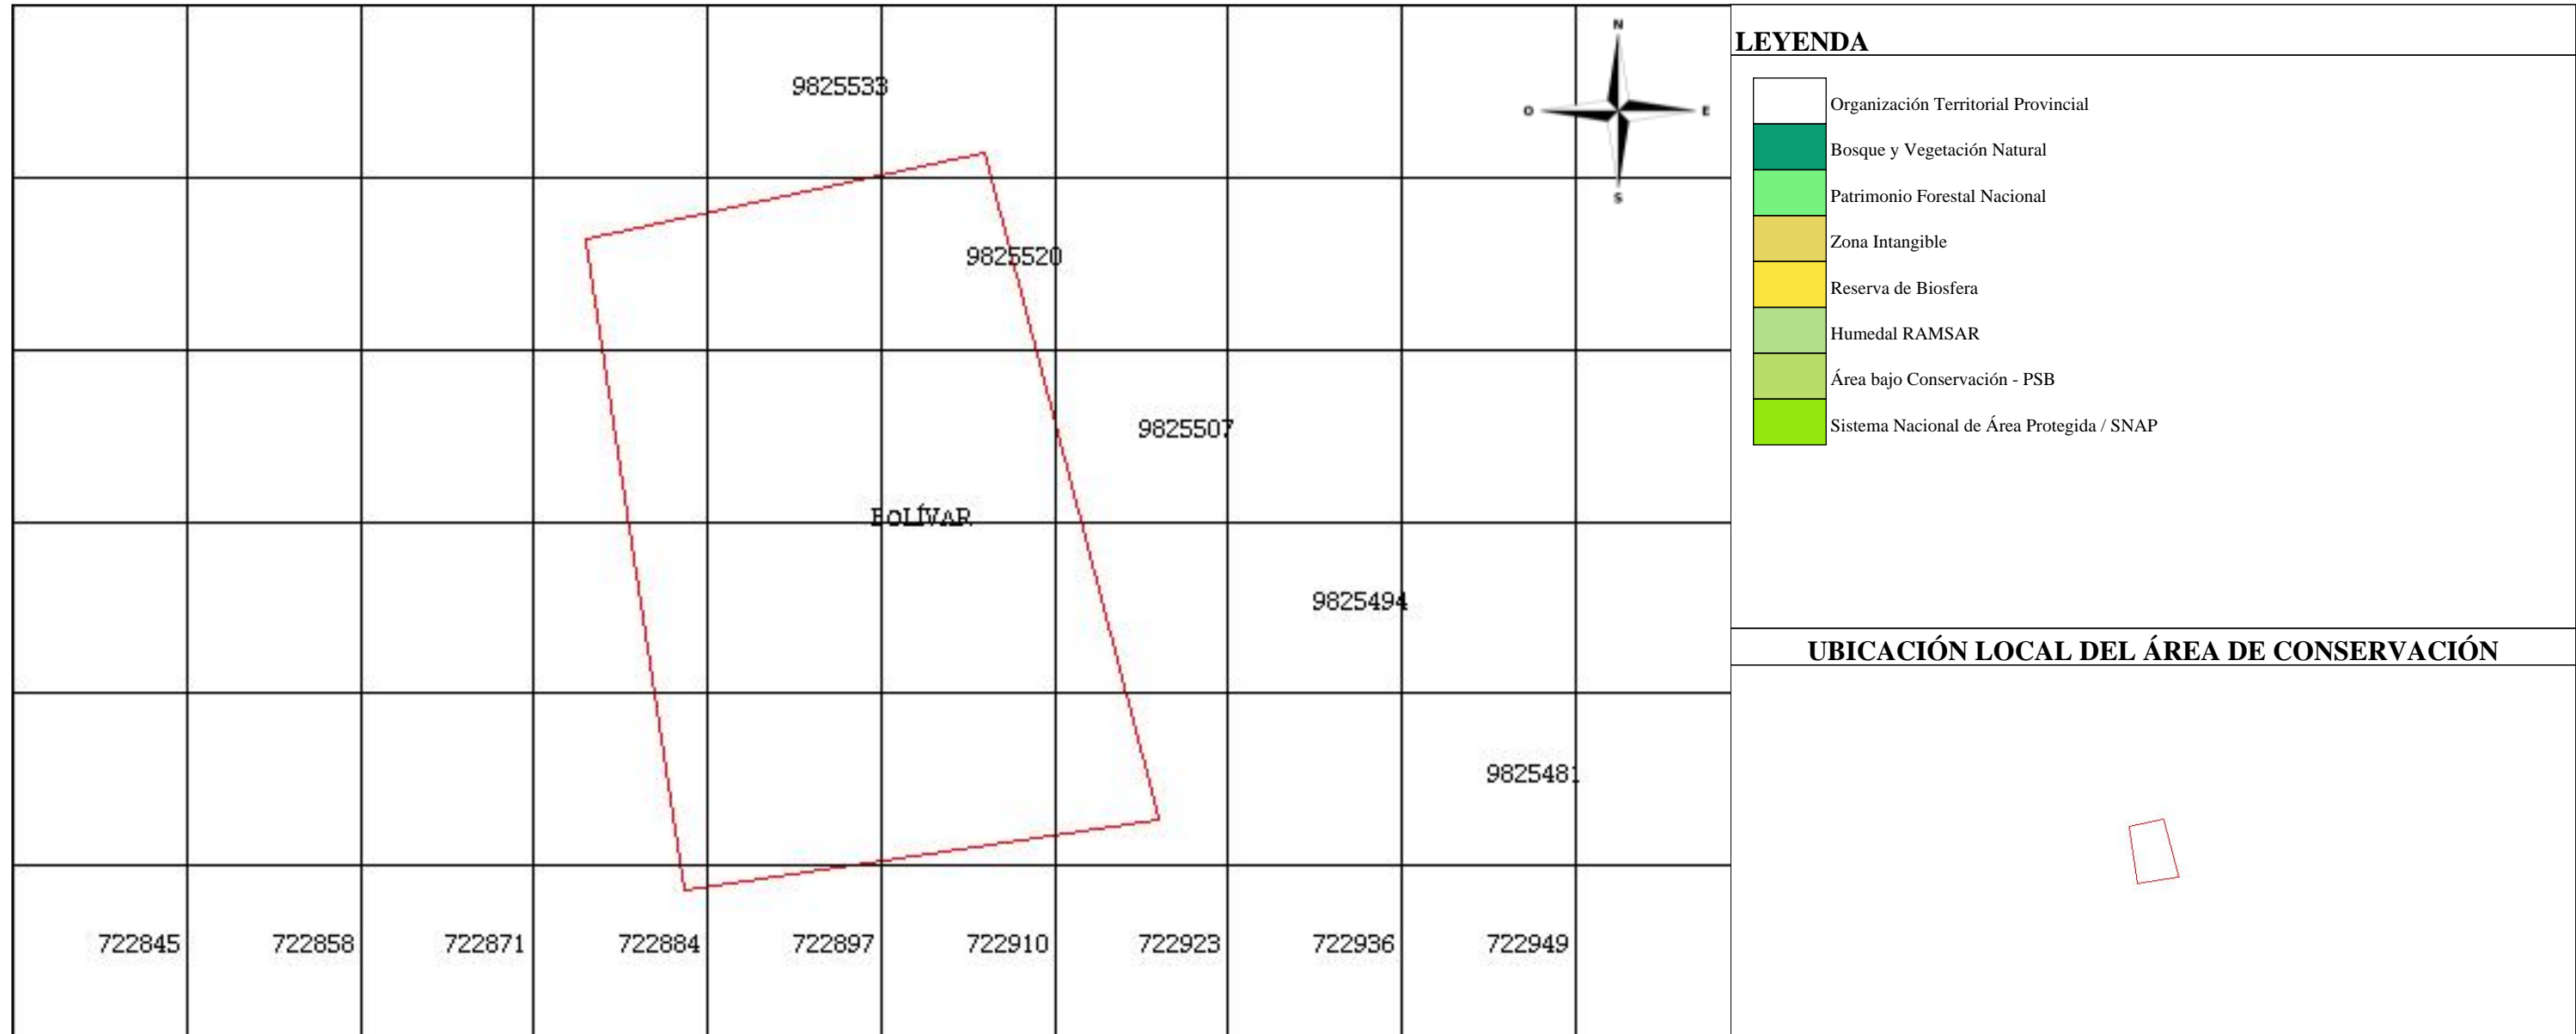 N
O
E
S
9825533
9825520
9825507
BOLÍVAR
9825494
9825481
722845
722858
722871
722884
722897
722910
722923
722936
722949
LEYENDA
Organización Territorial Provincial
Bosque y Vegetación Natural
Patrimonio Forestal Nacional
Zona Intangible
Reserva de Biosfera
Humedal RAMSAR
Área bajo Conservación - PSB
Sistema Nacional de Área Protegida / SNAP
UBICACIÓN LOCAL DEL ÁREA DE CONSERVACIÓN